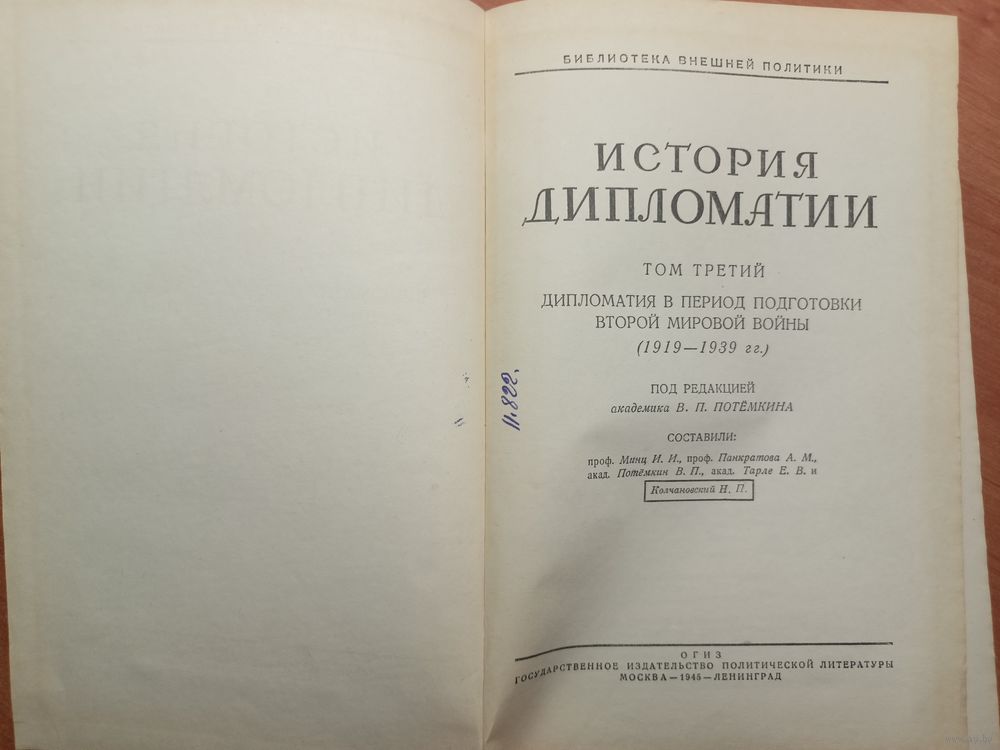 БИБЛИОТЕКА ВНЕШНЕЙ ПОЛИТИКИ
ИСТОРИЯ
ДИПЛОМАТИИ
ТОМ ТРЕТИЙ
ДИПЛОМАТИЯ В ПЕРИОД ПОДГОТОВКИ
ВТОРОЙ МИРОВОЙ ВОЙНЫ
(1919—1939 гг.)
ПОД РЕДАКЦИЕЙ
академика В. П. ПОТЁМКИНА
СОСТАВИЛИ:
проф. Минц И. И., проф. Панкратова А. М.,
акад. Потёмкин В. П., акад. Тарле Е. В. и
Колчановский Н. П.
11.822.
ОГИЗ
ГОСУДАРСТВЕННОЕ ИЗДАТЕЛЬСТВО ПОЛИТИЧЕСКОЙ ЛИТЕРАТУРЫ
МОСКВА—1945—ЛЕНИНГРАД